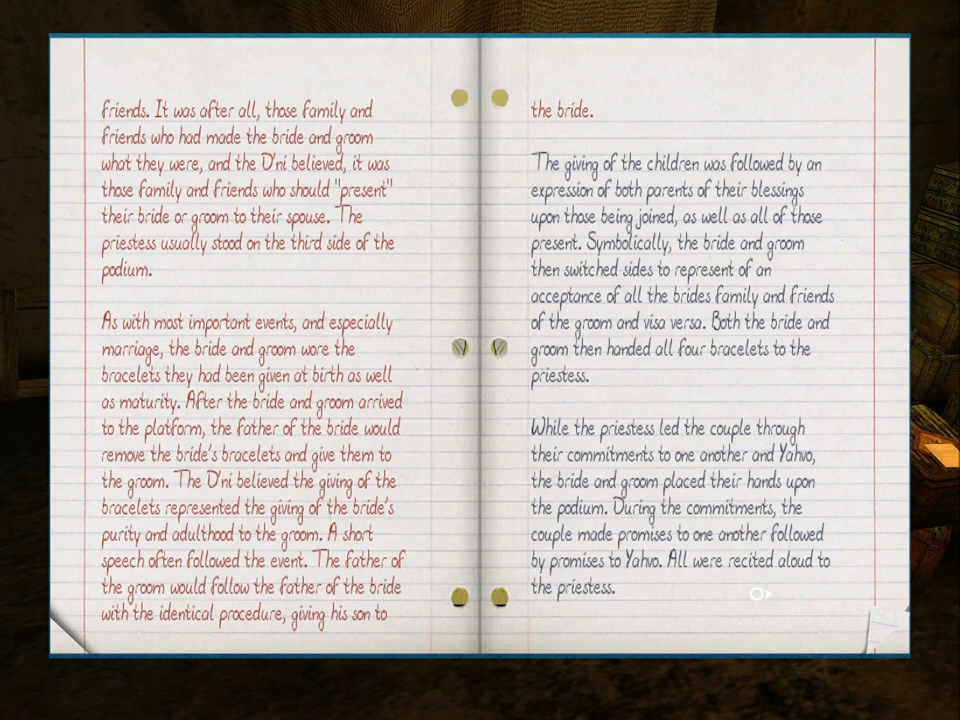 friends. It was after all, those family and
friends who had made the bride and groom
what they were, and the D'ni believed, it was
those family and friends who should "present"
their bride or groom to their spouse. The
priestess usually stood on the third side of the
podium.
As with most important events, and especially
marriage, the bride and groom wore the
bracelets they had been given at birth as well
as maturity. After the bride and groom arrived
to the platform, the father of the bride would
remove the bride's bracelets and give them to
the groom. The D'ni believed the giving of the
bracelets represented the giving of the bride's
purity and adulthood to the groom. A short
speech often followed the event. The father of
the groom would follow the father of the bride
with the identical procedure, giving his son to
the bride.
The giving of the children was followed by an
expression of both parents of their blessings
upon those being joined, as well as all of those
present. Symbolically, the bride and groom
then switched sides to represent of an
acceptance of all the brides family and friends
of the groom and visa versa. Both the bride and
groom then handed all four bracelets to the
priestess.
While the priestess led the couple through
their commitments to one another and Yahvo,
the bride and groom placed their hands upon
the podium. During the commitments, the
couple made promises to one another followed
by promises to Yahvo. All were recited aloud to
the priestess.